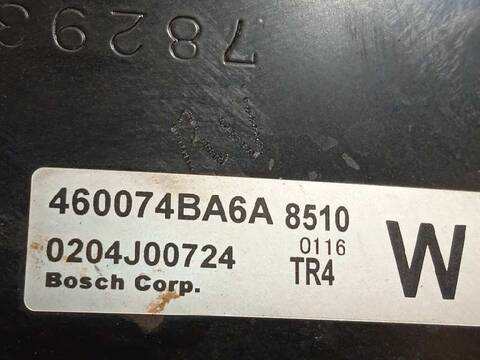 78293
460074BA6A 8510
0204J00724 0116
Bosch Corp. TR4
W